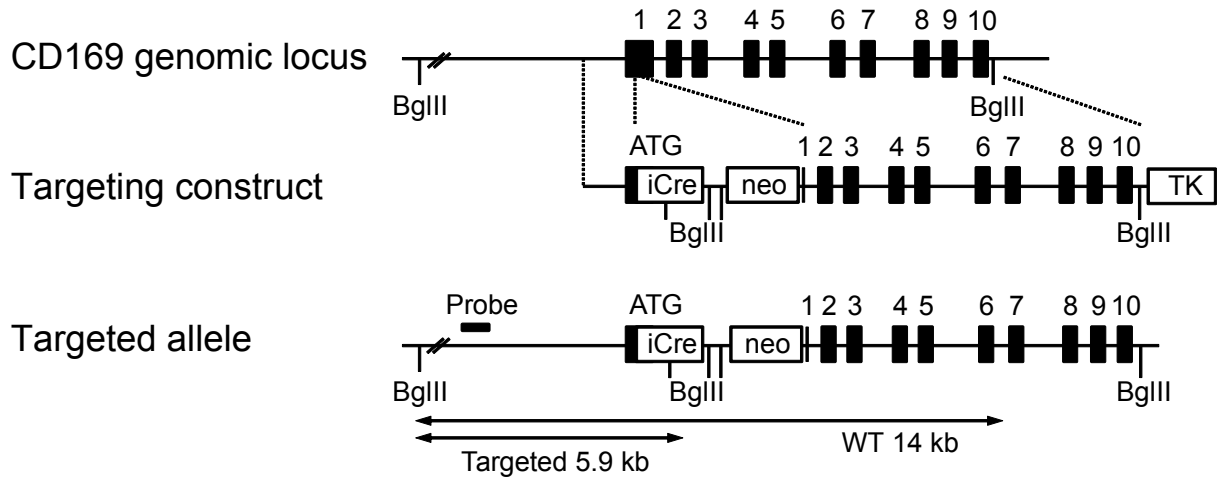 1 2 3 4 5 6 7 8 9 10
CD169 genomic locus
BglII BglII
ATG 1 2 3 4 5 6 7 8 9 10
Targeting construct iCre neo TK
BglII BglII
Probe ATG 1 2 3 4 5 6 7 8 9 10
Targeted allele iCre neo
BglII BglII BglII
WT 14 kb
Targeted 5.9 kb